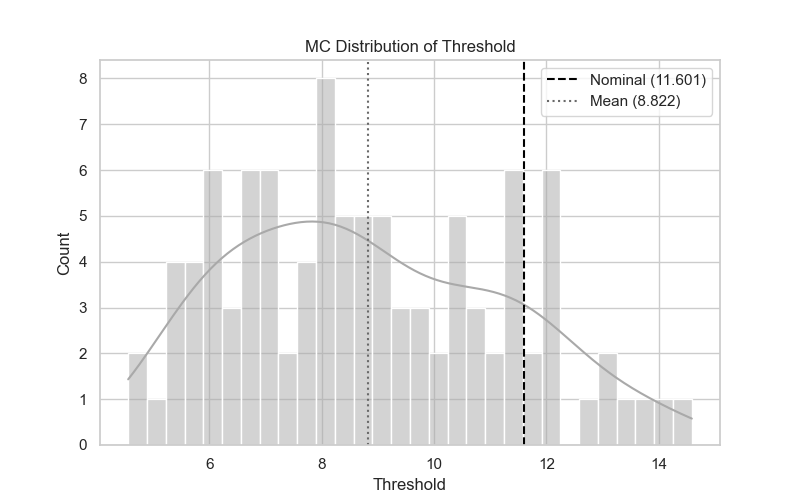 MC Distribution of Threshold
Nominal (11.601)
Mean (8.822)
8
7
6
5
4
3
2
1
0
Count
6 8 10 12 14
Threshold